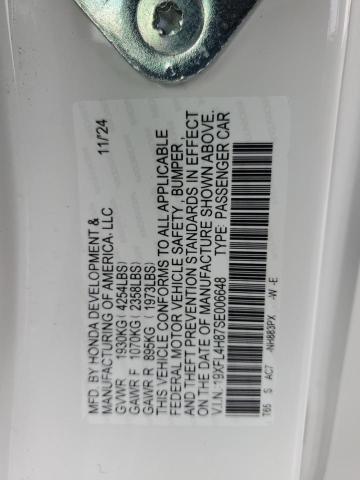 MFD. BY HONDA DEVELOPMENT &
MANUFACTURING OF AMERICA, LLC 11/'24
GVWR 1930KG ( 4254LBS)
GAWR F 1070KG ( 2358LBS)
GAWR R 895KG ( 1973LBS)
THIS VEHICLE CONFORMS TO ALL APPLICABLE
FEDERAL MOTOR VEHICLE SAFETY, BUMPER,
AND THEFT PREVENTION STANDARDS IN EFFECT
ON THE DATE OF MANUFACTURE SHOWN ABOVE.
V.I.N.:19XFL4H87SE006648 TYPE: PASSENGER CAR
T66 S AC7 -NH883PX -W -E